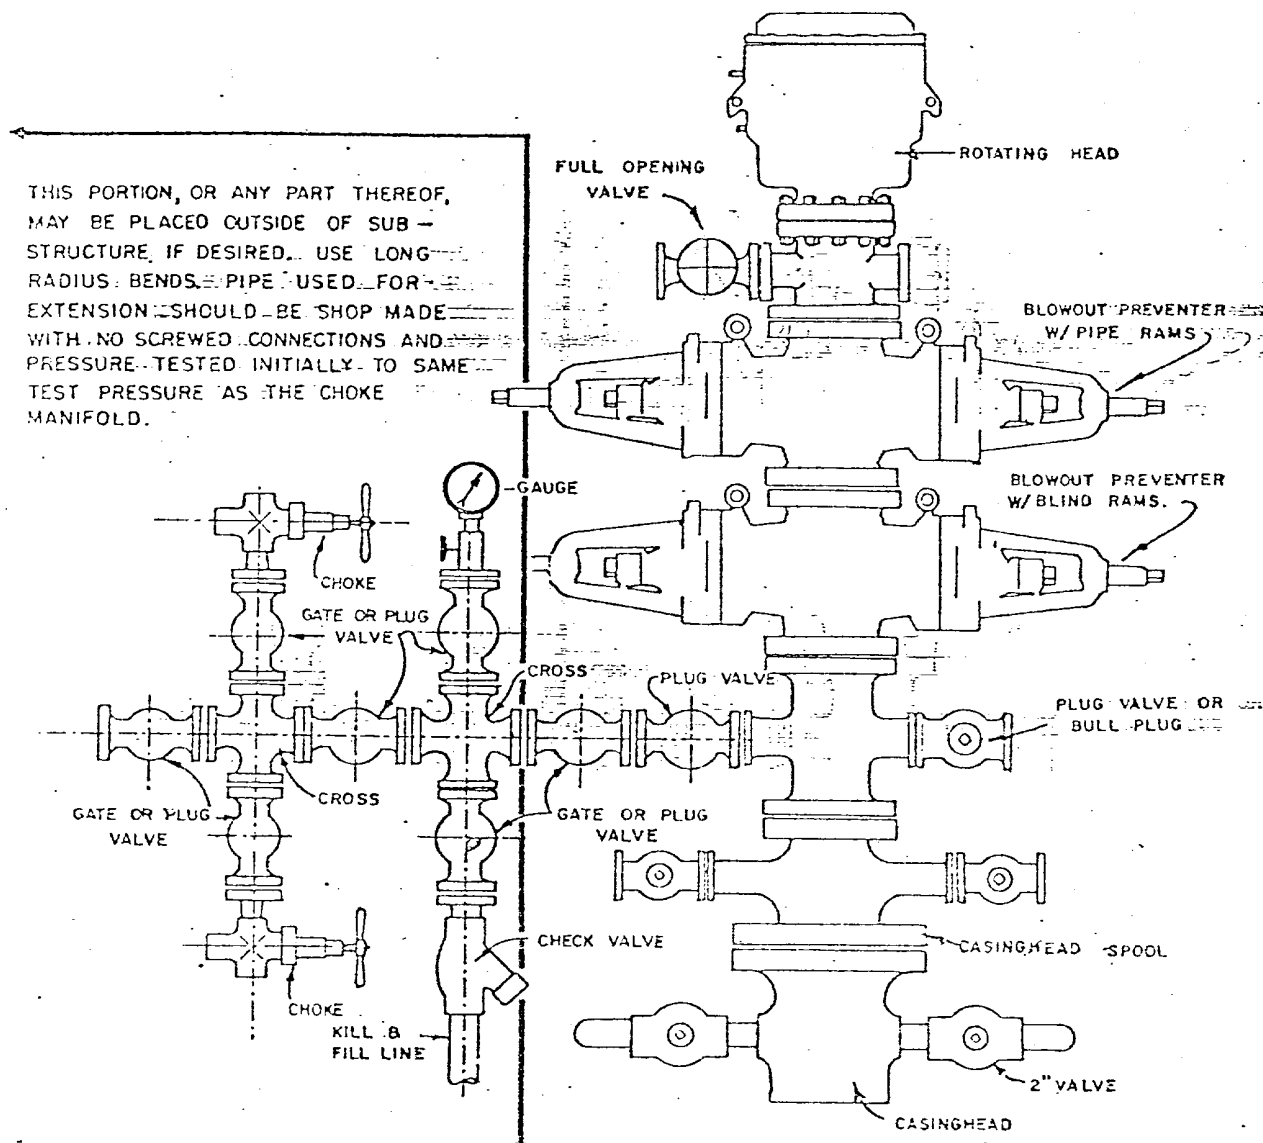 ROTATING HEAD
FULL OPENING
VALVE
THIS PORTION, OR ANY PART THEREOF,
MAY BE PLACED OUTSIDE OF SUB-
STRUCTURE IF DESIRED. USE LONG
RADIUS BENDS. PIPE USED FOR
EXTENSION SHOULD BE SHOP MADE
WITH NO SCREWED CONNECTIONS AND
PRESSURE TESTED INITIALLY TO SAME
TEST PRESSURE AS THE CHOKE
MANIFOLD.
BLOWOUT PREVENTER
W/ PIPE RAMS
GAUGE
BLOWOUT PREVENTER
W/ BLIND RAMS.
CHOKE
GATE OR PLUG
VALVE
CROSS
PLUG VALVE
PLUG VALVE OR
BULL PLUG
CROSS
GATE OR PLUG
VALVE
GATE OR PLUG
VALVE
CHECK VALVE
CASINGHEAD SPOOL
CHOKE
KILL &
FILL LINE
2" VALVE
CASINGHEAD